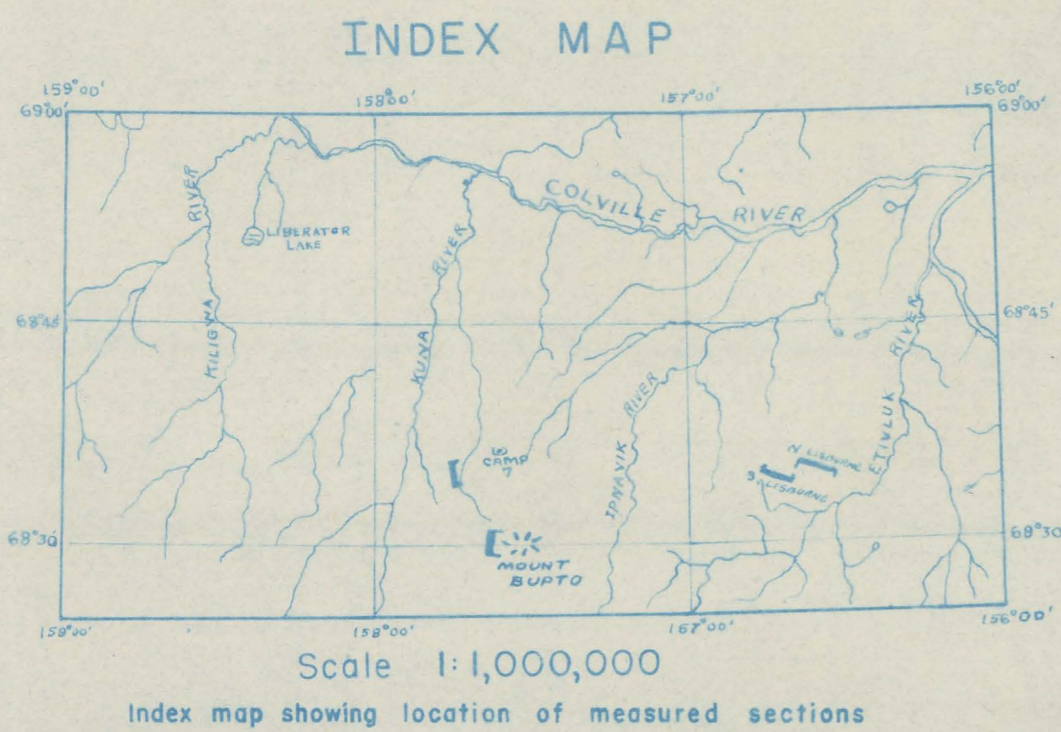 INDEX MAP
159°00'
158°00'
157°00'
156°00'
69°00'
69°00'
COLVILLE RIVER
KILIGWA RIVER
LIBERATOR
LAKE
KUNA RIVER
68°45'
68°45'
IPNAVIK RIVER
ETIVLUK RIVER
CAMP
7
N LISBURNE
S. LISBURNE
68°30'
68°30
MOUNT
BUPTO
159°00'
158°00'
157°00'
156°00'
Scale 1:1,000,000
Index map showing location of measured sections